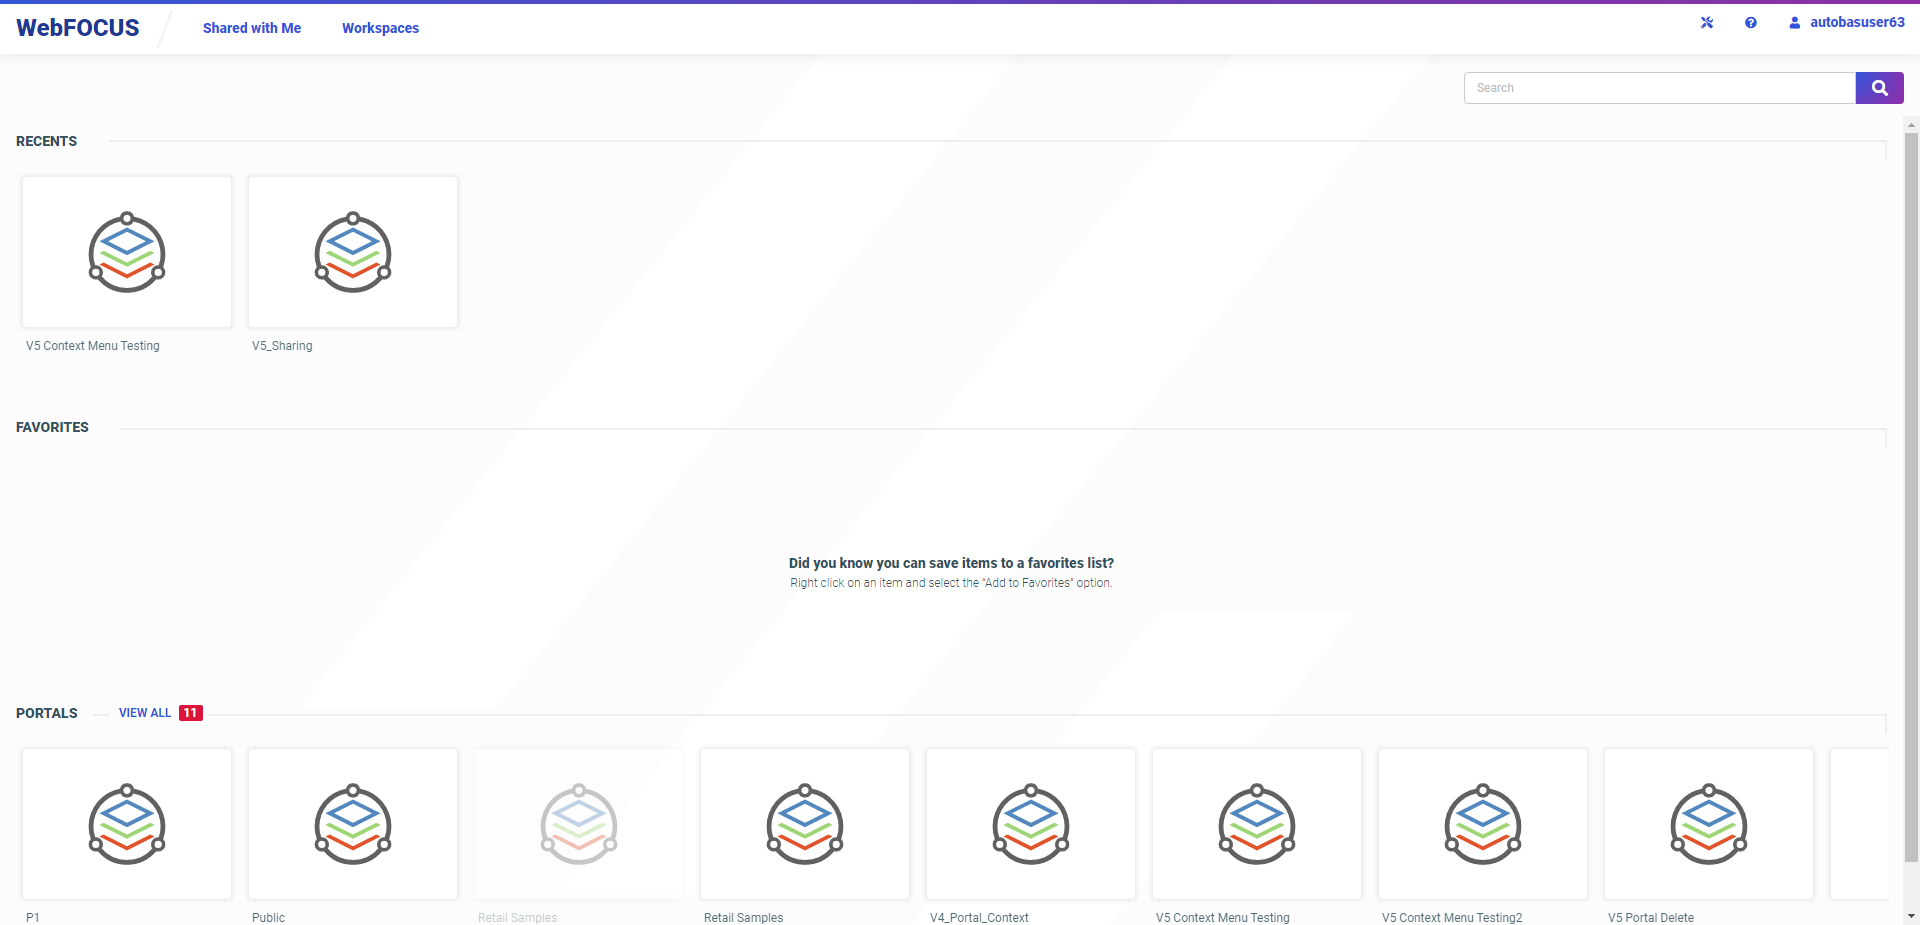 WebFOCUS
Shared with Me
Workspaces
autobasuser63
Search
RECENTS
V5 Context Menu Testing
V5_Sharing
FAVORITES
Did you know you can save items to a favorites list?
Right click on an item and select the “Add to Favorites” option.
PORTALS
VIEW ALL 11
P1
Public
Retail Samples
Retail Samples
V4_Portal_Context
V5 Context Menu Testing
V5 Context Menu Testing2
V5 Portal Delete